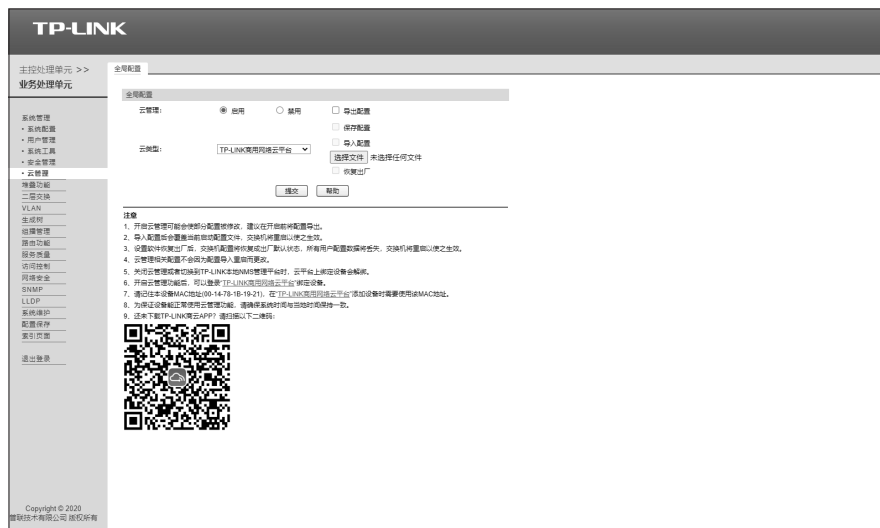 TP-LINK
主控处理单元 >>
业务处理单元
系统管理
• 系统配置
• 用户管理
• 系统工具
• 安全管理
• 云管理
堆叠功能
二层交换
VLAN
生成树
组播管理
路由功能
服务质量
访问控制
网络安全
SNMP
LLDP
系统维护
配置保存
索引页面
退出登录
Copyright © 2020
普联技术有限公司 版权所有
全局配置
全局配置
云管理: 启用 禁用 导出配置
保存配置
导入配置
云类型: TP-LINK商用网络云平台 选择文件 未选择任何文件
恢复出厂
提交 帮助
注意
1、开启云管理可能会使部分配置被修改，建议在开启前将配置导出。
2、导入配置后会覆盖当前启动配置文件，交换机将重启以使之生效。
3、设置软件恢复出厂后，交换机配置将恢复成出厂默认状态，所有用户配置数据将丢失，交换机将重启以使之生效。
4、云管理相关配置不会因为配置导入重启而更改。
5、关闭云管理或者切换到TP-LINK本地NMS管理平台时，云平台上绑定设备会解绑。
6、开启云管理功能后，可以登录"TP-LINK商用网络云平台"绑定设备。
7、请记住本设备MAC地址(00-14-78-1B-19-21)，在"TP-LINK商用网络云平台"添加设备时需要使用该MAC地址。
8、为保证设备能正常使用云管理功能，请确保系统时间与当地时间保持一致。
9、还未下载TP-LINK商云APP？请扫描以下二维码：